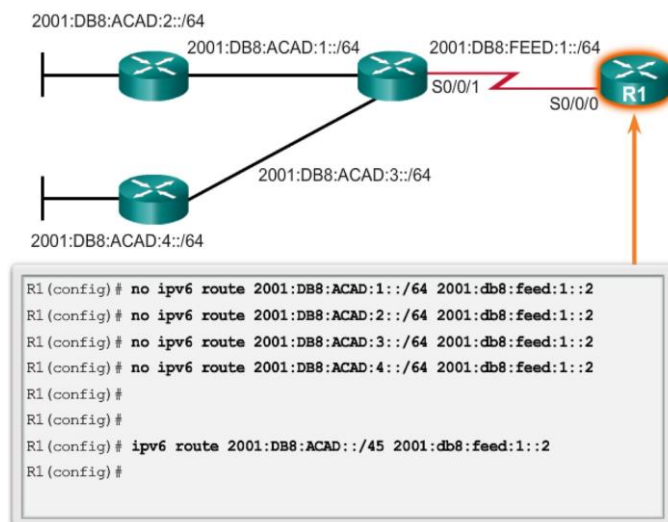 2001:DB8:ACAD:2::/64
2001:DB8:ACAD:1::/64
2001:DB8:FEED:1::/64
S0/0/1
S0/0/0
R1
2001:DB8:ACAD:3::/64
2001:DB8:ACAD:4::/64
R1(config)# no ipv6 route 2001:DB8:ACAD:1::/64 2001:db8:feed:1::2
R1(config)# no ipv6 route 2001:DB8:ACAD:2::/64 2001:db8:feed:1::2
R1(config)# no ipv6 route 2001:DB8:ACAD:3::/64 2001:db8:feed:1::2
R1(config)# no ipv6 route 2001:DB8:ACAD:4::/64 2001:db8:feed:1::2
R1(config)#
R1(config)#
R1(config)# ipv6 route 2001:DB8:ACAD::/45 2001:db8:feed:1::2
R1(config)#